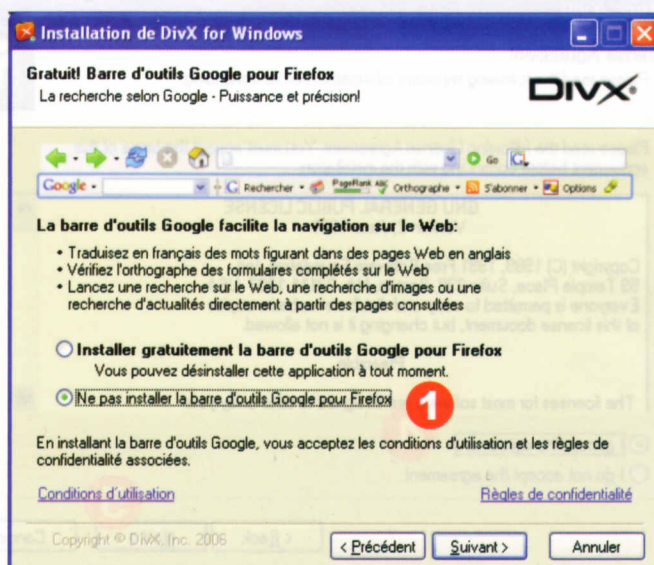 Installation de DivX for Windows
Gratuit! Barre d'outils Google pour Firefox
La recherche selon Google - Puissance et précision!
DIVX
Go
Google Rechercher PageRank ABC Orthographe S'abonner Options
La barre d'outils Google facilite la navigation sur le Web:
• Traduisez en français des mots figurant dans des pages Web en anglais
• Vérifiez l'orthographe des formulaires complétés sur le Web
• Lancez une recherche sur le Web, une recherche d'images ou une
recherche d'actualités directement à partir des pages consultées
Installer gratuitement la barre d'outils Google pour Firefox
Vous pouvez désinstaller cette application à tout moment.
Ne pas installer la barre d'outils Google pour Firefox
1
En installant la barre d'outils Google, vous acceptez les conditions d'utilisation et les règles de
confidentialité associées.
Conditions d'utilisation Règles de confidentialité
Copyright © DivX, Inc. 2006
< Précédent Suivant > Annuler